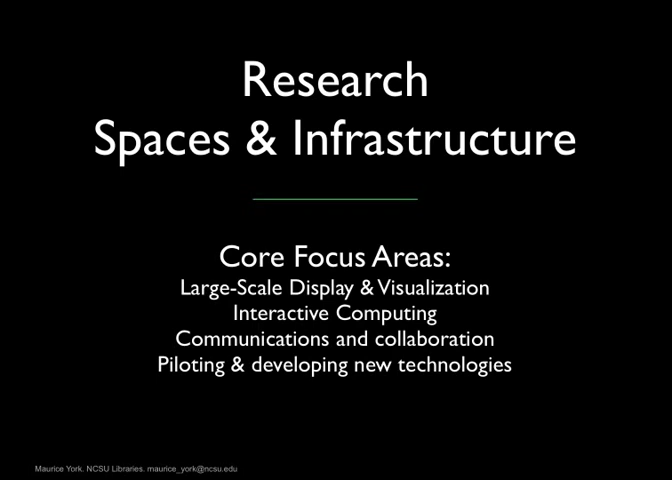 Research
Spaces & Infrastructure
Core Focus Areas:
Large-Scale Display & Visualization
Interactive Computing
Communications and collaboration
Piloting & developing new technologies
Maurice York. NCSU Libraries. maurice_york@ncsu.edu